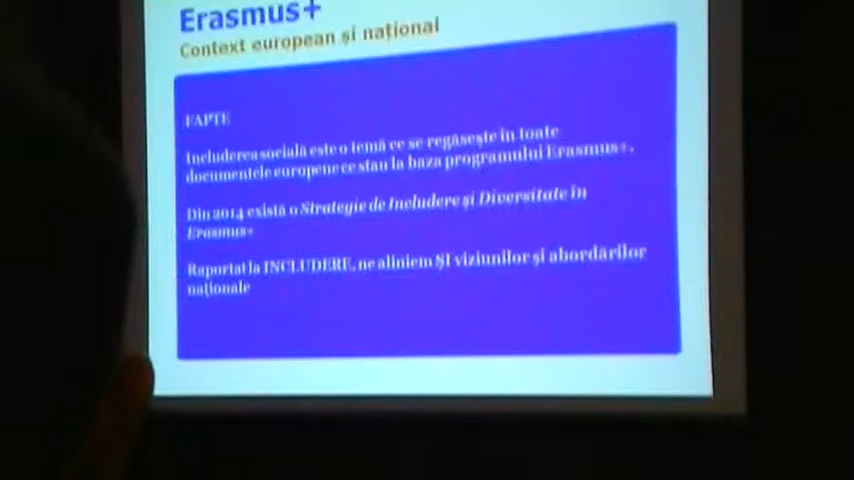 Erasmus+
Context european și național
FAPTE
Includerea socială este o temă ce se regăsește în toate
documentele europene ce stau la baza programului Erasmus+.
Din 2014 există o Strategie de Includere și Diversitate în
Erasmus+
Raportat la INCLUDERE, ne aliniem ȘI viziunilor și abordărilor
naționale